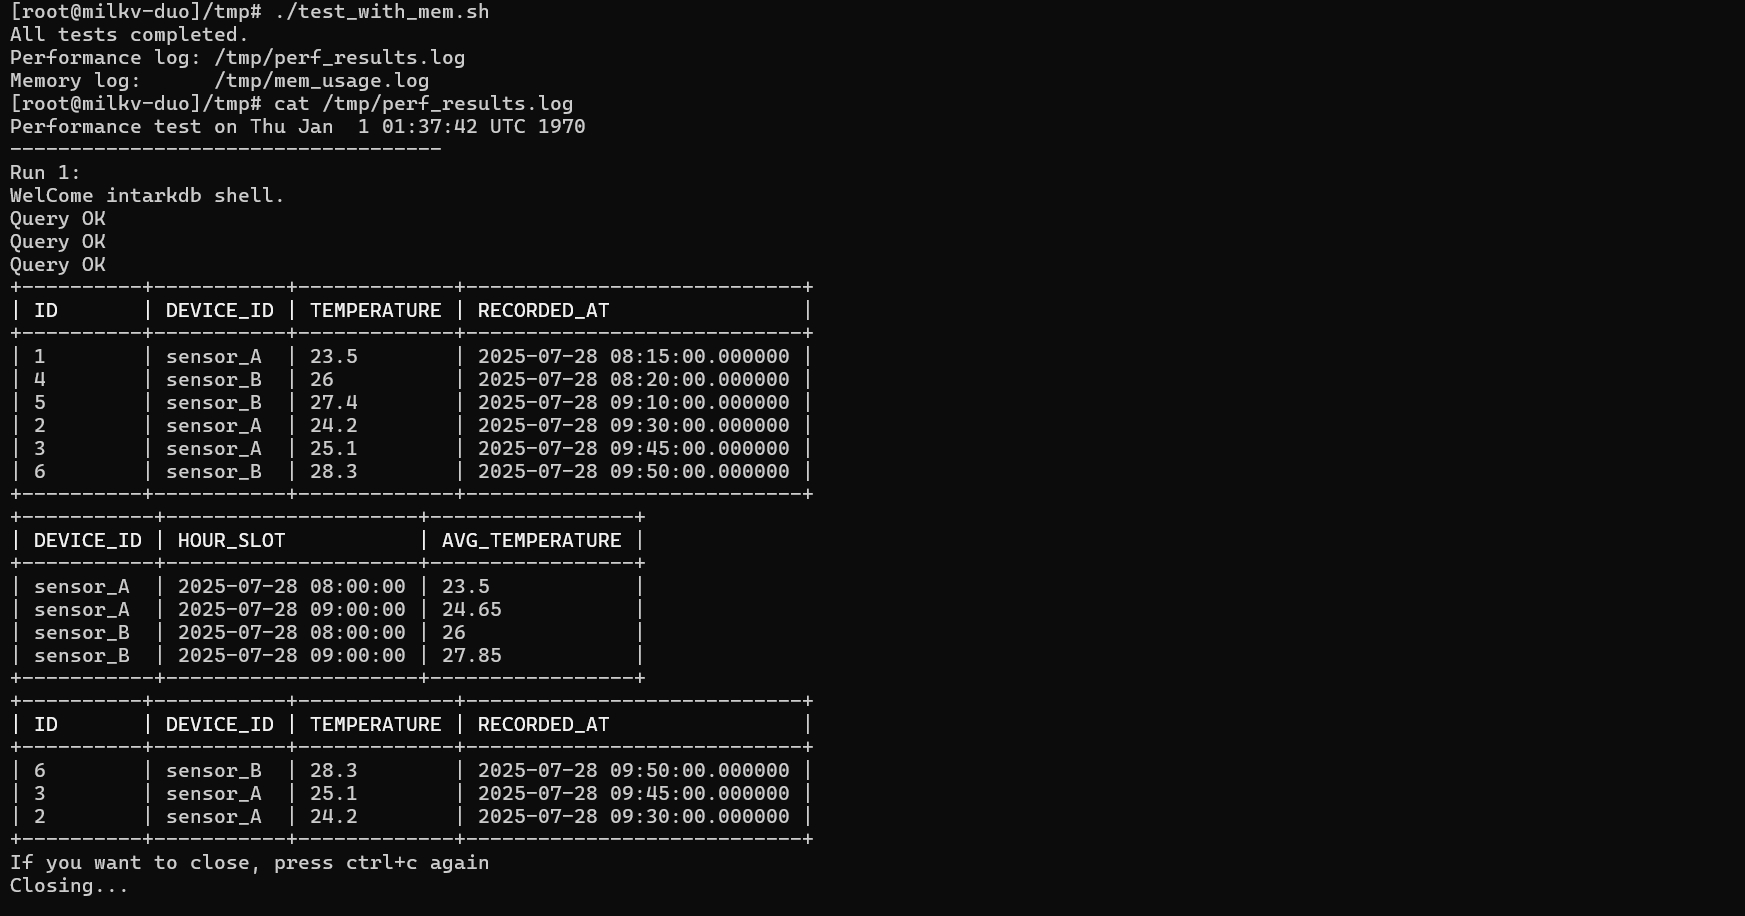 [root@milkv-duo]/tmp# ./test_with_mem.sh
All tests completed.
Performance log: /tmp/perf_results.log
Memory log:      /tmp/mem_usage.log
[root@milkv-duo]/tmp# cat /tmp/perf_results.log
Performance test on Thu Jan  1 01:37:42 UTC 1970
------------------------------------
Run 1:
WelCome intarkdb shell.
Query OK
Query OK
Query OK
+----------+-----------+-------------+----------------------------+
| ID       | DEVICE_ID | TEMPERATURE | RECORDED_AT                |
+----------+-----------+-------------+----------------------------+
| 1        | sensor_A  | 23.5        | 2025-07-28 08:15:00.000000 |
| 4        | sensor_B  | 26          | 2025-07-28 08:20:00.000000 |
| 5        | sensor_B  | 27.4        | 2025-07-28 09:10:00.000000 |
| 2        | sensor_A  | 24.2        | 2025-07-28 09:30:00.000000 |
| 3        | sensor_A  | 25.1        | 2025-07-28 09:45:00.000000 |
| 6        | sensor_B  | 28.3        | 2025-07-28 09:50:00.000000 |
+----------+-----------+-------------+----------------------------+
+-----------+---------------------+-----------------+
| DEVICE_ID | HOUR_SLOT           | AVG_TEMPERATURE |
+-----------+---------------------+-----------------+
| sensor_A  | 2025-07-28 08:00:00 | 23.5            |
| sensor_A  | 2025-07-28 09:00:00 | 24.65           |
| sensor_B  | 2025-07-28 08:00:00 | 26              |
| sensor_B  | 2025-07-28 09:00:00 | 27.85           |
+-----------+---------------------+-----------------+
+----------+-----------+-------------+----------------------------+
| ID       | DEVICE_ID | TEMPERATURE | RECORDED_AT                |
+----------+-----------+-------------+----------------------------+
| 6        | sensor_B  | 28.3        | 2025-07-28 09:50:00.000000 |
| 3        | sensor_A  | 25.1        | 2025-07-28 09:45:00.000000 |
| 2        | sensor_A  | 24.2        | 2025-07-28 09:30:00.000000 |
+----------+-----------+-------------+----------------------------+
If you want to close, press ctrl+c again
Closing...